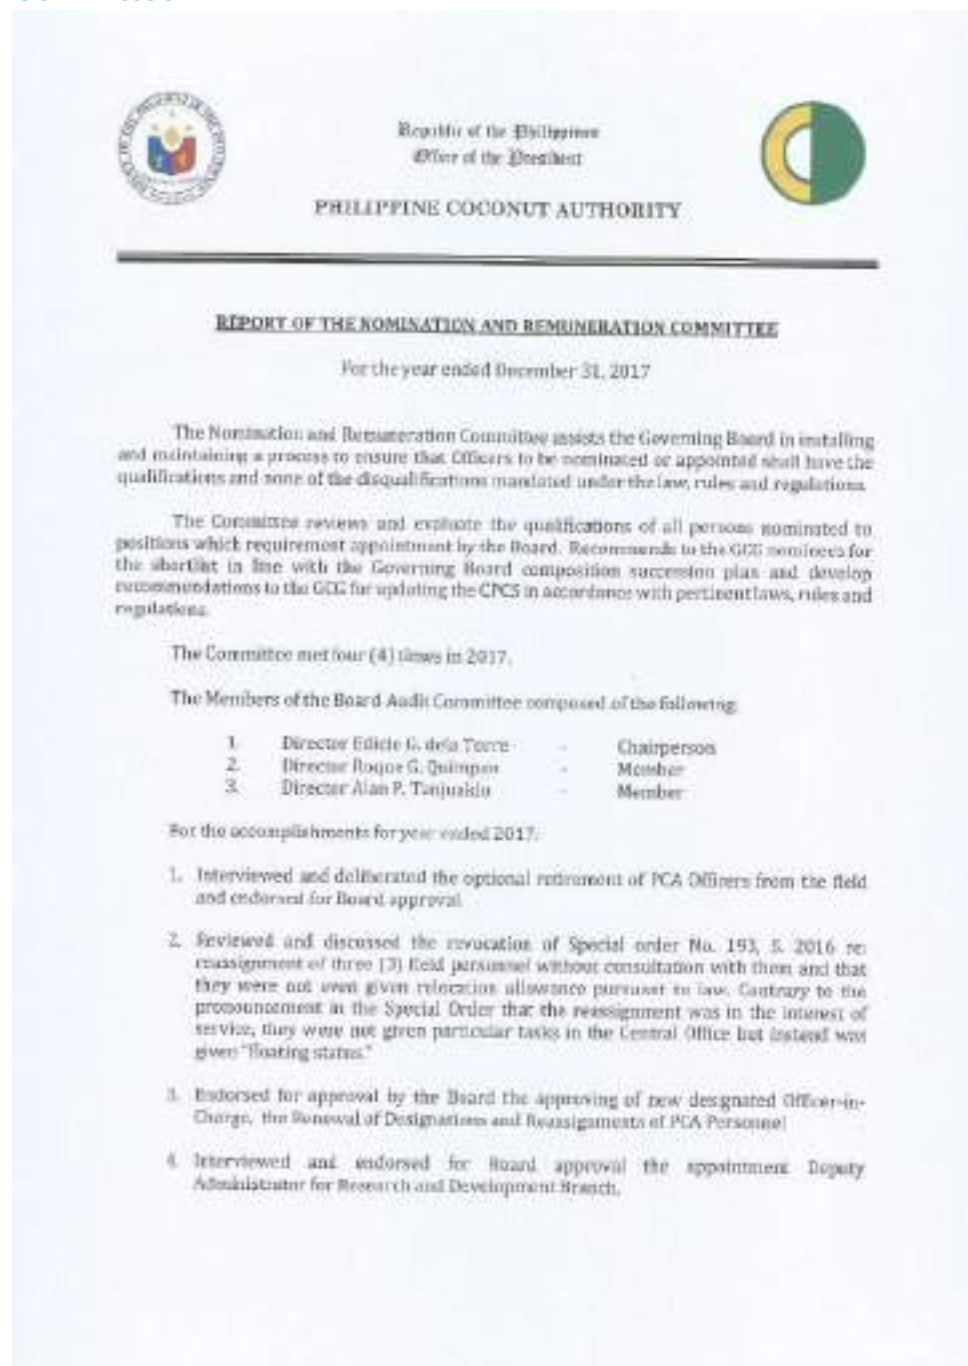 Republic of the Philippines
Office of the President
PHILIPPINE COCONUT AUTHORITY
REPORT OF THE NOMINATION AND REMUNERATION COMMITTEE
For the year ended December 31, 2017
The Nomination and Remuneration Committee assists the Governing Board in installing
and maintaining a process to ensure that Officers to be nominated or appointed shall have the
qualifications and none of the disqualifications mandated under the law, rules and regulations.
The Committee reviews and evaluate the qualifications of all persons nominated to
positions which requirement appointment by the Board. Recommends to the GCG nominees for
the shortlist in line with the Governing Board composition succession plan and develop
recommendations to the GCG for updating the CPCS in accordance with pertinent laws, rules and
regulations.
The Committee met four (4) times in 2017.
The Members of the Board Audit Committee composed of the following:
1. Director Edicio G. dela Torre - Chairperson
2. Director Roque G. Quimpan - Member
3. Director Alan P. Tanjuakio - Member
For the accomplishments for year ended 2017:
1. Interviewed and deliberated the optional retirement of PCA Officers from the field
and endorsed for Board approval
2. Reviewed and discussed the revocation of Special order No. 193, S. 2016 re:
reassignment of three (3) field personnel without consultation with them and that
they were not even given relocation allowance pursuant to law. Contrary to the
pronouncement in the Special Order that the reassignment was in the interest of
service, they were not given particular tasks in the Central Office but instead was
given "floating status."
3. Endorsed for approval by the Board the approving of new designated Officer-in-
Charge, the Renewal of Designations and Reassignments of PCA Personnel
4. Interviewed and endorsed for Board approval the appointment Deputy
Administrator for Research and Development Branch.